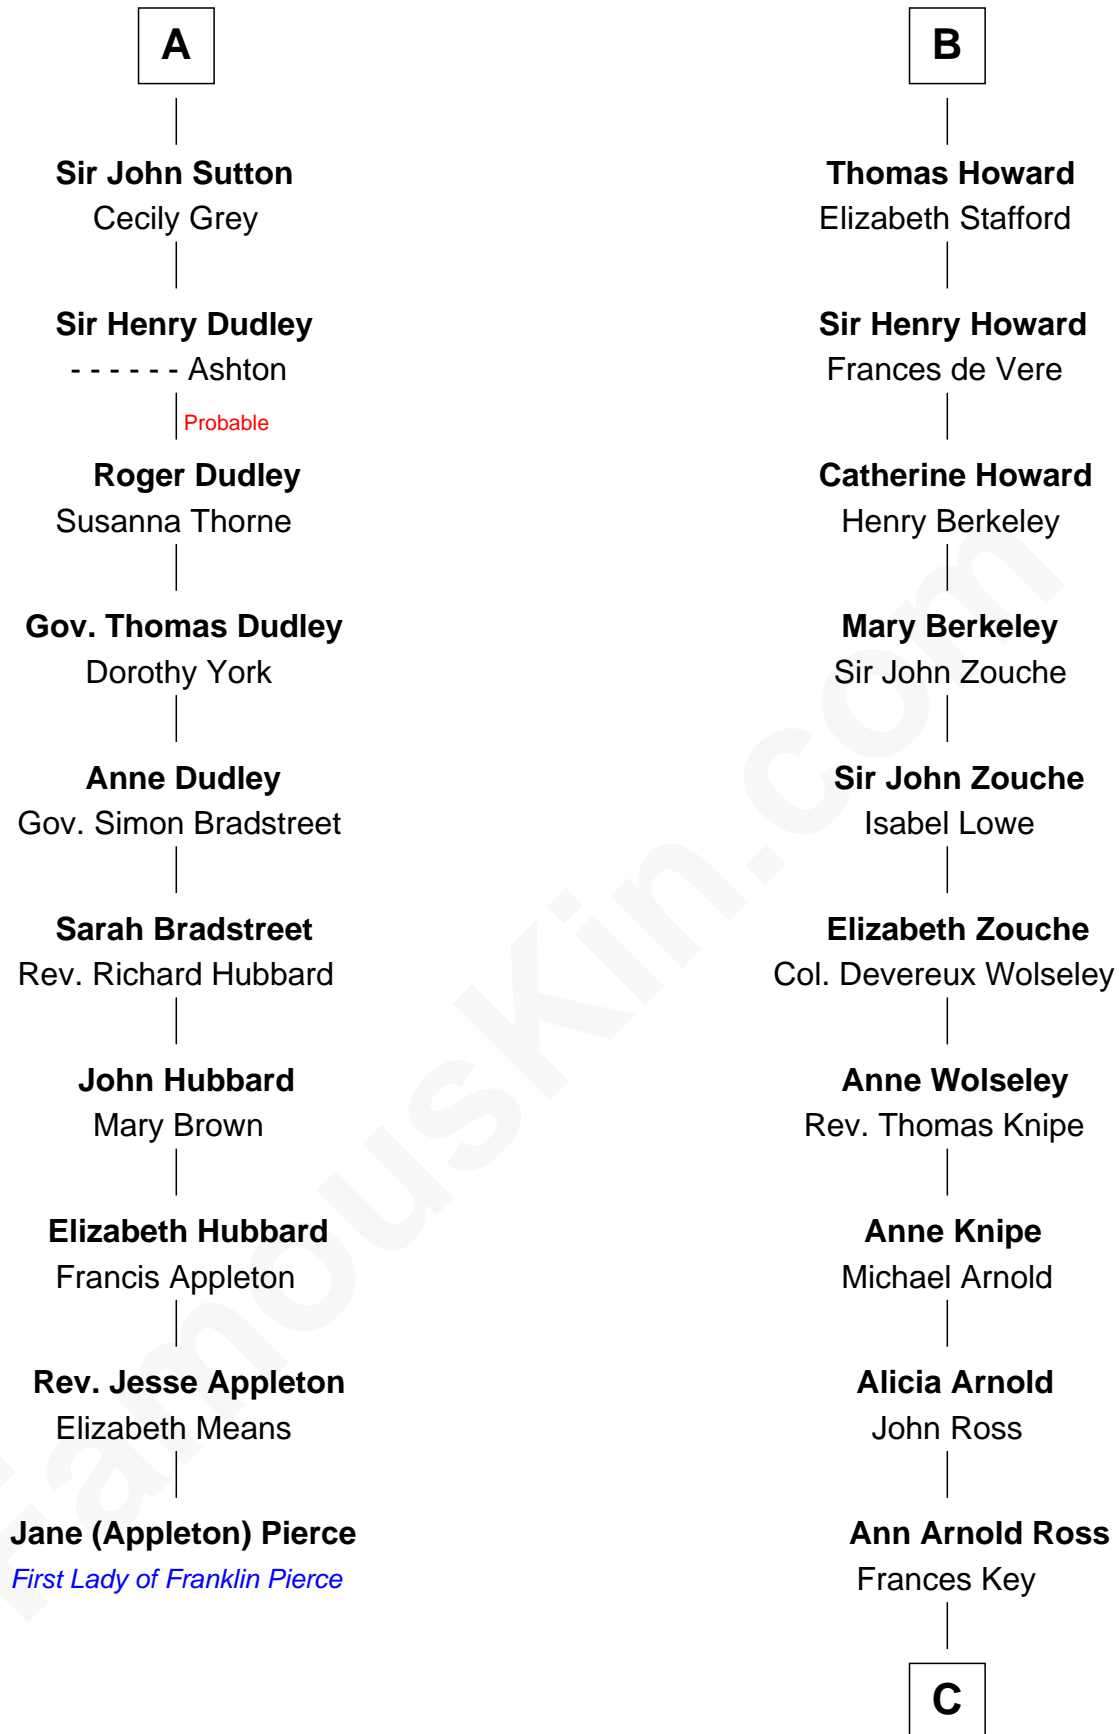 A
Sir John Sutton
Cecily Grey
Sir Henry Dudley
- - - - - - Ashton
Probable
Roger Dudley
Susanna Thorne
Gov. Thomas Dudley
Dorothy York
Anne Dudley
Gov. Simon Bradstreet
Sarah Bradstreet
Rev. Richard Hubbard
John Hubbard
Mary Brown
Elizabeth Hubbard
Francis Appleton
Rev. Jesse Appleton
Elizabeth Means
Jane (Appleton) Pierce
First Lady of Franklin Pierce
B
Thomas Howard
Elizabeth Stafford
Sir Henry Howard
Frances de Vere
Catherine Howard
Henry Berkeley
Mary Berkeley
Sir John Zouche
Sir John Zouche
Isabel Lowe
Elizabeth Zouche
Col. Devereux Wolseley
Anne Wolseley
Rev. Thomas Knipe
Anne Knipe
Michael Arnold
Alicia Arnold
John Ross
Ann Arnold Ross
Frances Key
C
FamousKin.com